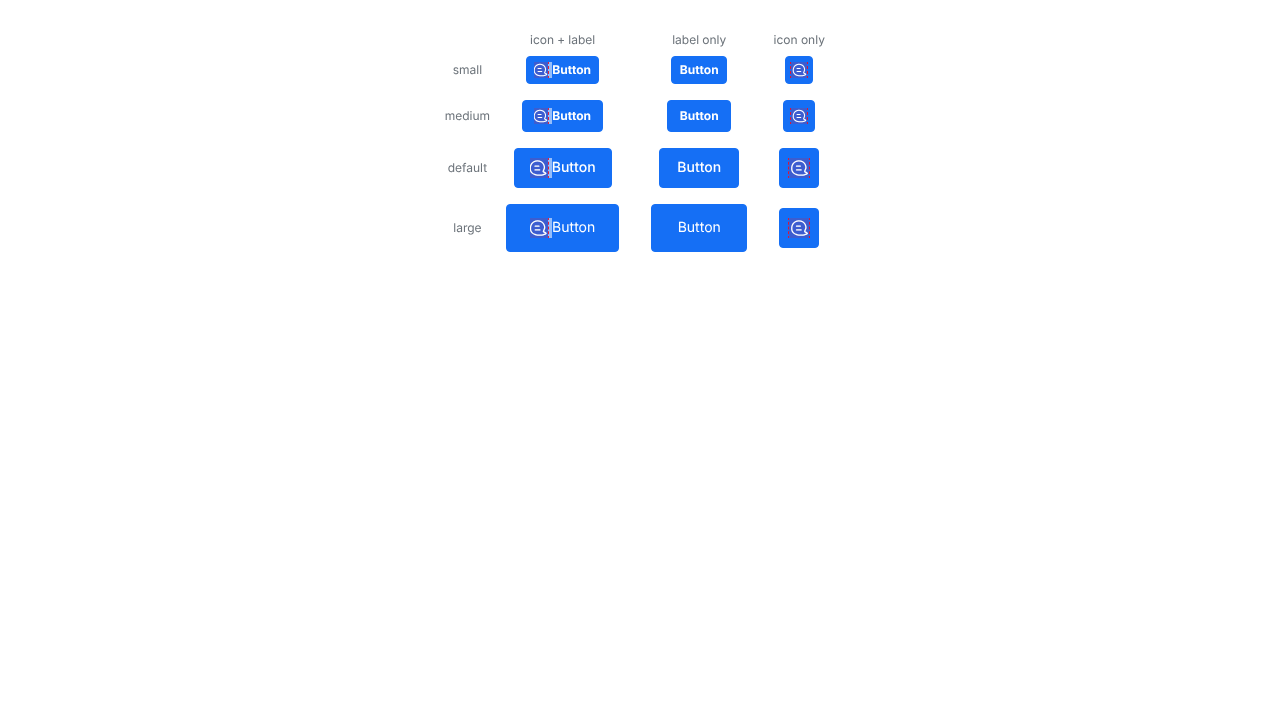 icon + label label only icon only
small Button Button
medium Button Button
default Button Button
large Button Button